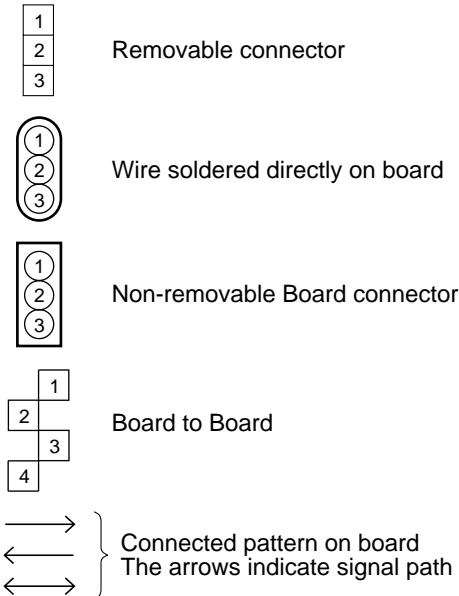 1
2
3
Removable connector
1
2
3
Wire soldered directly on board
1
2
3
Non-removable Board connector
1
2
3
4
Board to Board
Connected pattern on board
The arrows indicate signal path